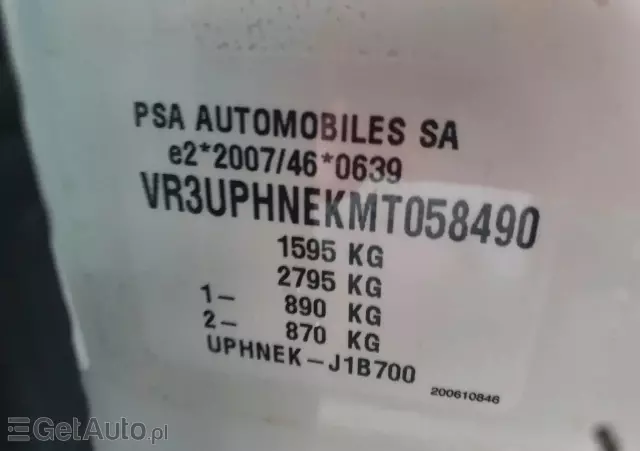 PSA AUTOMOBILES SA
e2*2007/46*0639
VR3UPHNEKMT058490
1595 KG
2795 KG
1- 890 KG
2- 870 KG
UPHNEK-J1B700
200610846
GetAuto.pl